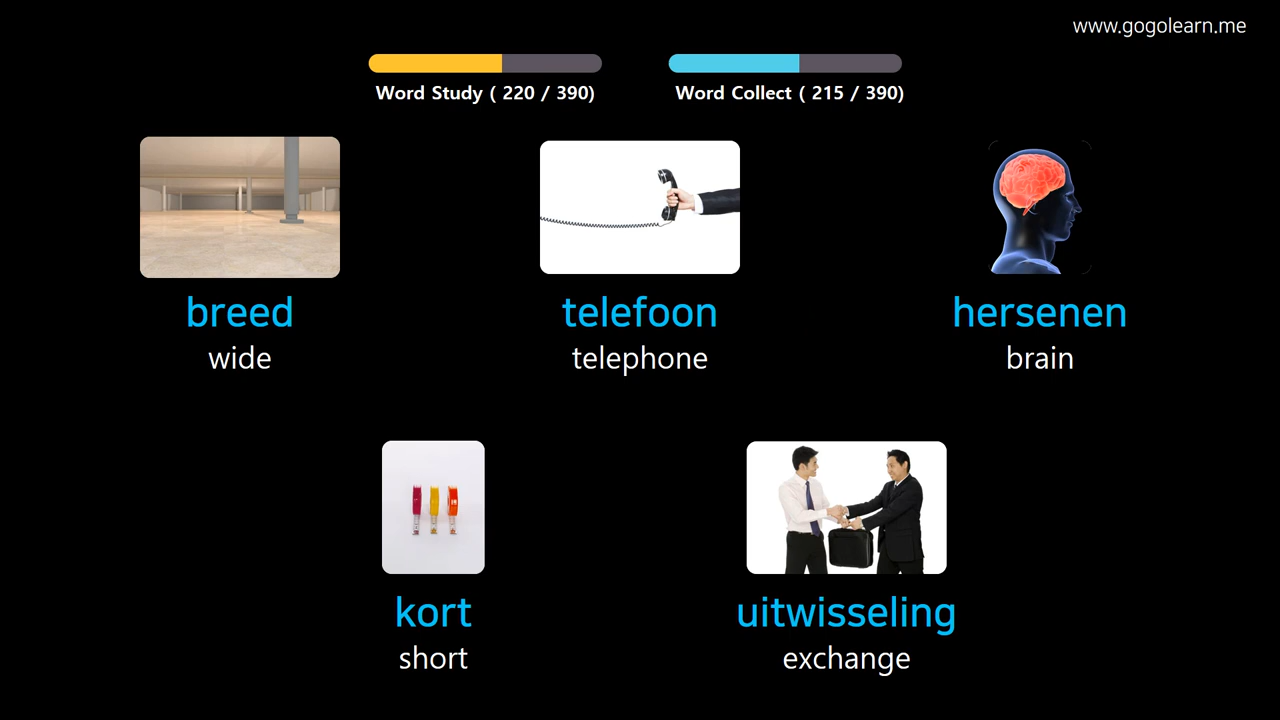 www.gogolearn.me
Word Study ( 220 / 390)
Word Collect ( 215 / 390)
breed
wide
telefoon
telephone
hersenen
brain
kort
short
uitwisseling
exchange